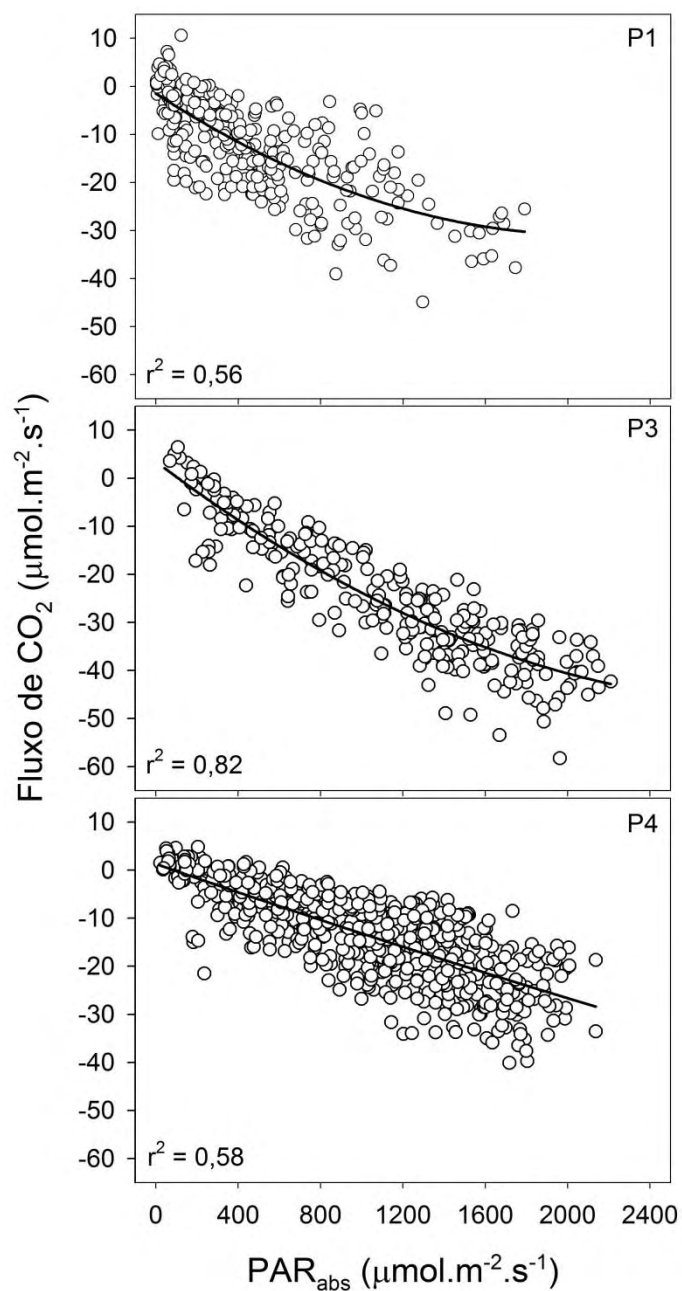 P1
10
0
-10
-20
-30
-40
-50
-60
r² = 0,56
P3
10
0
-10
-20
-30
-40
-50
-60
r² = 0,82
P4
10
0
-10
-20
-30
-40
-50
-60
r² = 0,58
0 400 800 1200 1600 2000 2400
Fluxo de CO₂ (μmol.m⁻².s⁻¹)
PARabs (μmol.m⁻².s⁻¹)